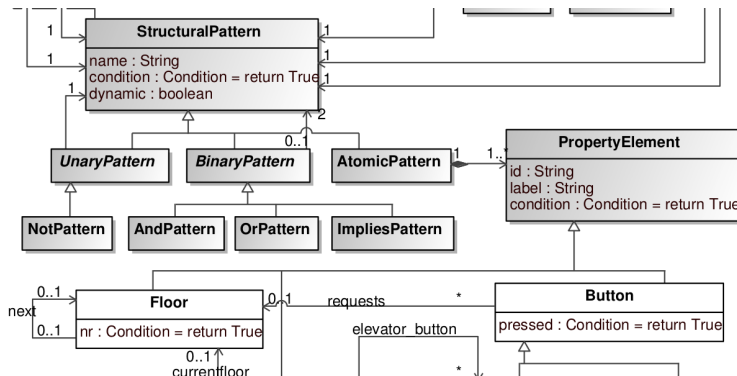 StructuralPattern
1
1
1
name : String
1
1
condition : Condition = return True
1
dynamic : boolean
2
0..1
UnaryPattern
BinaryPattern
AtomicPattern
1
1..*
PropertyElement
id : String
label : String
condition : Condition = return True
NotPattern
AndPattern
OrPattern
ImpliesPattern
0..1
next
0..1
Floor
nr : Condition = return True
0..1
requests
*
Button
pressed : Condition = return True
0..1
currentfloor
elevator_button
*